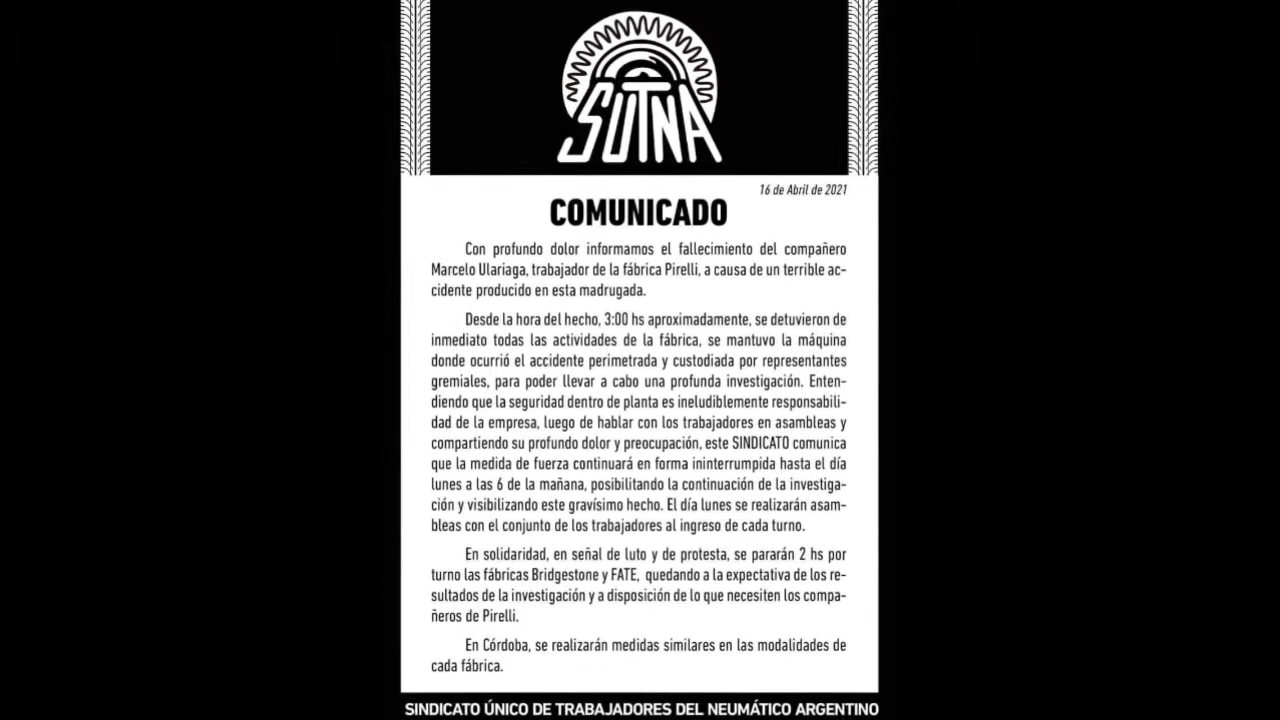 SUTNA
16 de Abril de 2021
COMUNICADO
Con profundo dolor informamos el fallecimiento del compañero
Marcelo Ulariaga, trabajador de la fábrica Pirelli, a causa de un terrible ac-
cidente producido en esta madrugada.
Desde la hora del hecho, 3:00 hs aproximadamente, se detuvieron de
inmediato todas las actividades de la fábrica, se mantuvo la máquina
donde ocurrió el accidente perimetrada y custodiada por representantes
gremiales, para poder llevar a cabo una profunda investigación. Enten-
diendo que la seguridad dentro de planta es ineludiblemente responsabili-
dad de la empresa, luego de hablar con los trabajadores en asambleas y
compartiendo su profundo dolor y preocupación, este SINDICATO comunica
que la medida de fuerza continuará en forma ininterrumpida hasta el día
lunes a las 6 de la mañana, posibilitando la continuación de la investiga-
ción y visibilizando este gravísimo hecho. El día lunes se realizarán asam-
bleas con el conjunto de los trabajadores al ingreso de cada turno.
En solidaridad, en señal de luto y de protesta, se pararán 2 hs por
turno las fábricas Bridgestone y FATE, quedando a la expectativa de los re-
sultados de la investigación y a disposición de lo que necesiten los compa-
ñeros de Pirelli.
En Córdoba, se realizarán medidas similares en las modalidades de
cada fábrica.
SINDICATO ÚNICO DE TRABAJADORES DEL NEUMÁTICO ARGENTINO